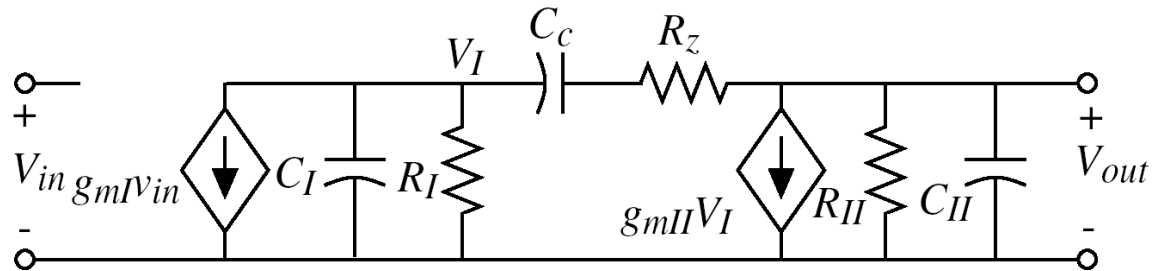 C_c R_z
V_I
+ +
V_in g_mI v_in C_I R_I g_mII V_I R_II C_II V_out
- -